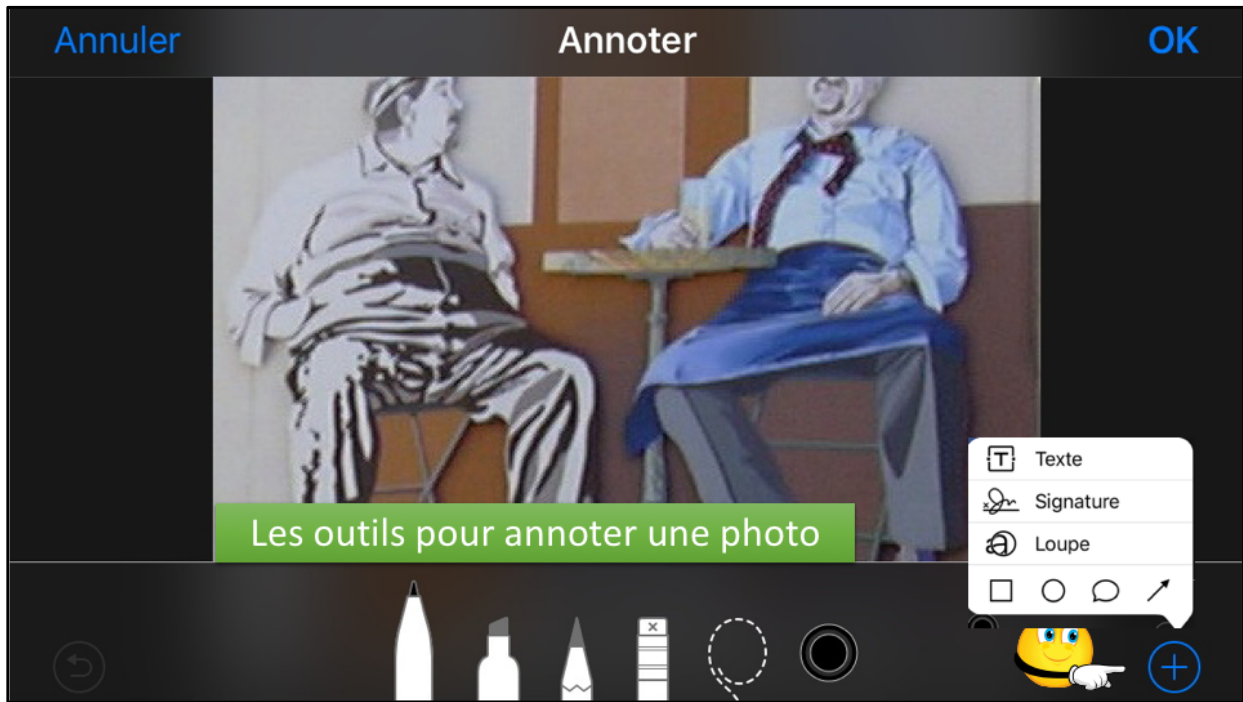 Annuler
Annoter
OK
Texte
Signature
Loupe
Les outils pour annoter une photo